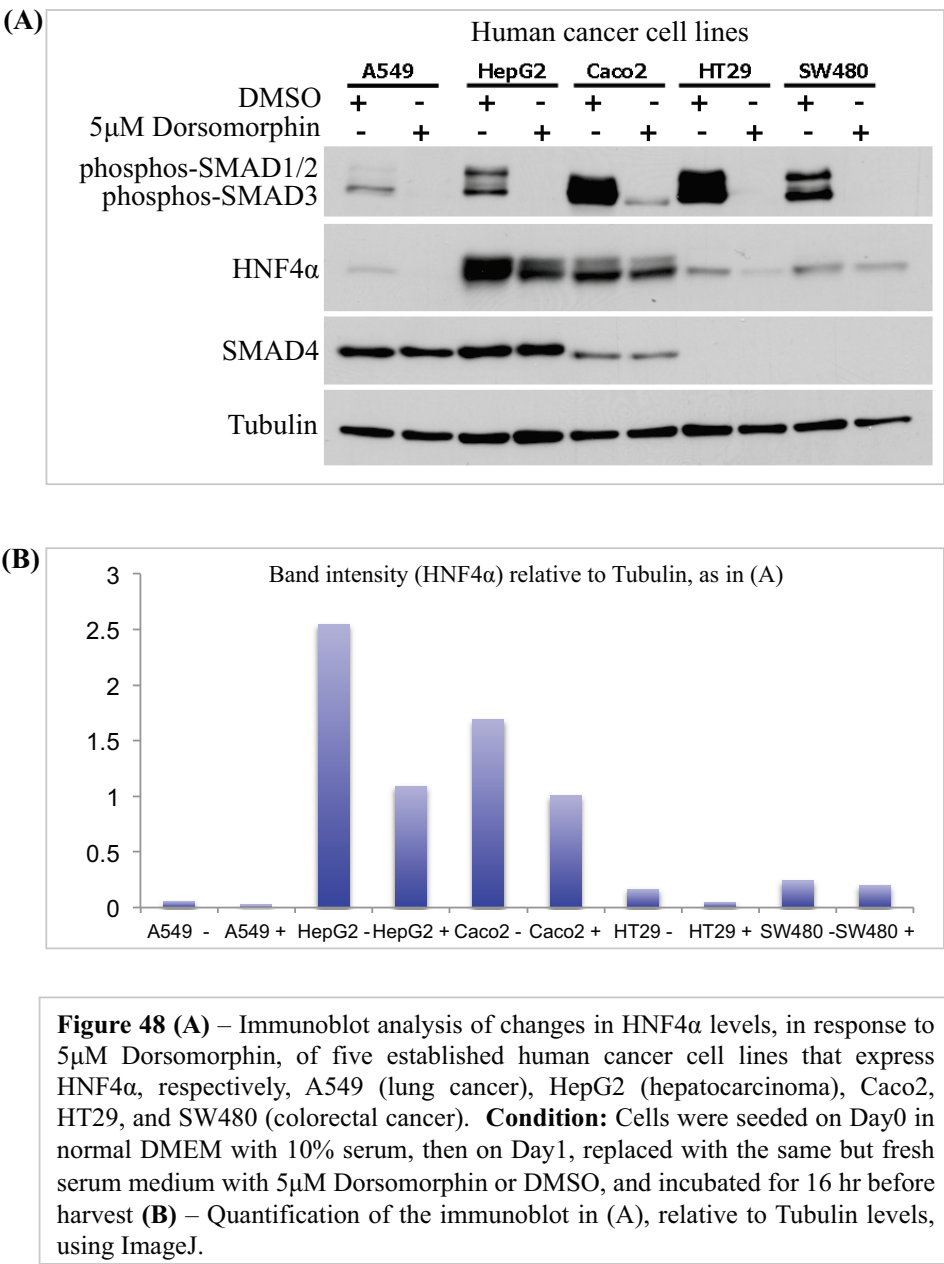 (A)
Human cancer cell lines
A549 HepG2 Caco2 HT29 SW480
DMSO + - + - + - + - + -
5μM Dorsomorphin - + - + - + - + - +
phosphos-SMAD1/2
phosphos-SMAD3
HNF4α
SMAD4
Tubulin
(B)
Band intensity (HNF4α) relative to Tubulin, as in (A)
3
2.5
2
1.5
1
0.5
0
A549 - A549 + HepG2 - HepG2 + Caco2 - Caco2 + HT29 - HT29 + SW480 - SW480 +
Figure 48 (A) – Immunoblot analysis of changes in HNF4α levels, in response to
5μM Dorsomorphin, of five established human cancer cell lines that express
HNF4α, respectively, A549 (lung cancer), HepG2 (hepatocarcinoma), Caco2,
HT29, and SW480 (colorectal cancer). Condition: Cells were seeded on Day0 in
normal DMEM with 10% serum, then on Day1, replaced with the same but fresh
serum medium with 5μM Dorsomorphin or DMSO, and incubated for 16 hr before
harvest (B) – Quantification of the immunoblot in (A), relative to Tubulin levels,
using ImageJ.